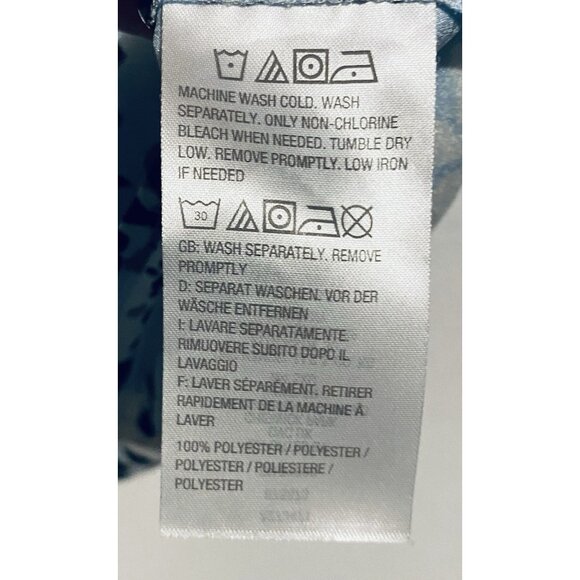 MACHINE WASH COLD. WASH
SEPARATELY. ONLY NON-CHLORINE
BLEACH WHEN NEEDED. TUMBLE DRY
LOW. REMOVE PROMPTLY. LOW IRON
IF NEEDED
30
GB: WASH SEPARATELY. REMOVE
PROMPTLY
D: SEPARAT WASCHEN. VOR DER
WÄSCHE ENTFERNEN
I: LAVARE SEPARATAMENTE.
RIMUOVERE SUBITO DOPO IL
LAVAGGIO
F: LAVER SÉPARÉMENT. RETIRER
RAPIDEMENT DE LA MACHINE À
LAVER
100% POLYESTER / POLYESTER /
POLYESTER / POLIESTERE /
POLYESTER